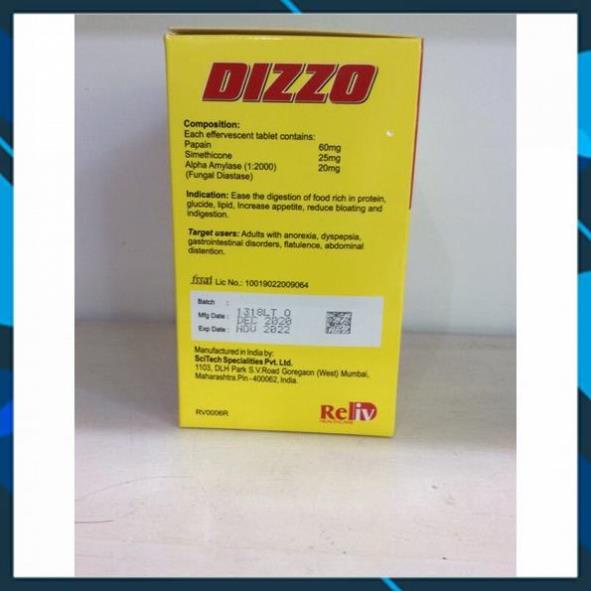 DIZZO
Composition:
Each effervescent tablet contains:
Papain 60mg
Simethicone 25mg
Alpha Amylase (1:2000) 20mg
(Fungal Diastase)
Indication: Ease the digestion of food rich in protein,
glucide, lipid, Increase appetite, reduce bloating and
indigestion.
Target users: Adults with anorexia, dyspepsia,
gastrointestinal disorders, flatulence, abdominal
distention.
fssai Lic No.: 10019022009064
Batch : 1318LT Q
Mfg Date : DEC 2020
Exp Date : NOV 2022
Manufactured in India by:
SciTech Specialities Pvt. Ltd.
1103, DLH Park S.V.Road Goregaon (West) Mumbai,
Maharashtra.Pin-400062, India.
RV0006R
Reliv
HEALTHCARE